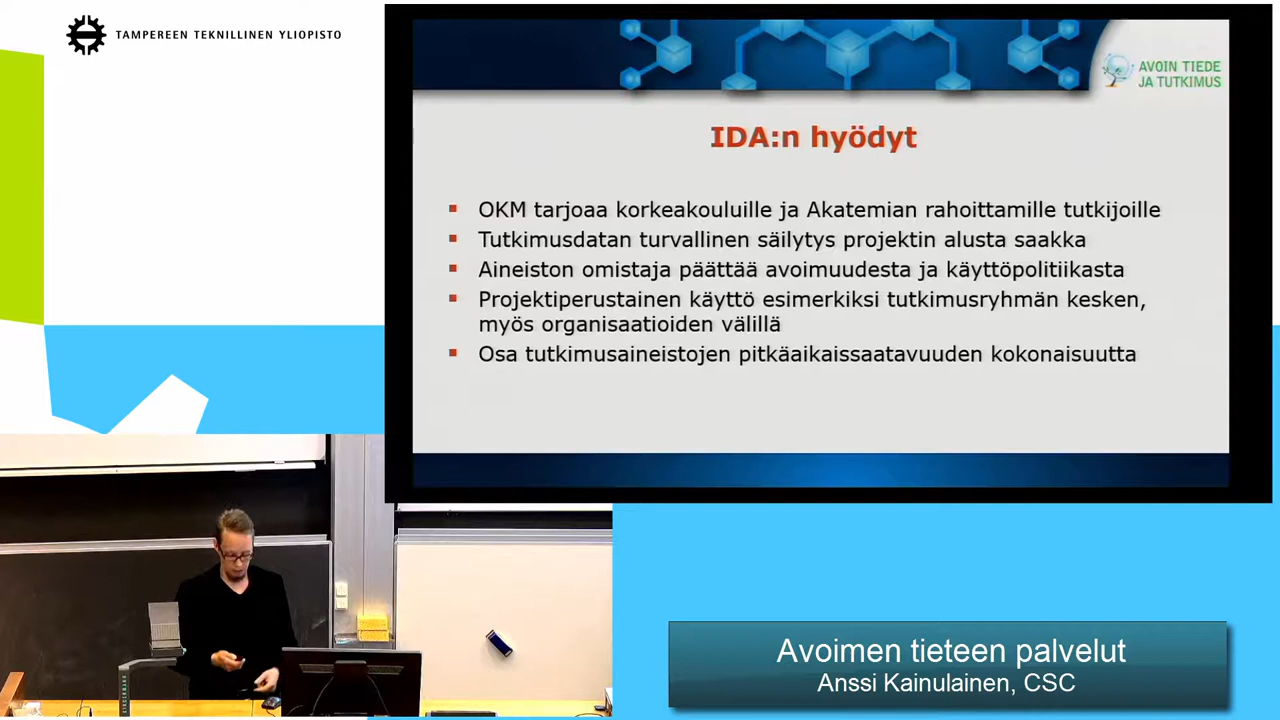 TAMPEREEN TEKNILLINEN YLIOPISTO
AVOIN TIEDE
JA TUTKIMUS
IDA:n hyödyt
OKM tarjoaa korkeakouluille ja Akatemian rahoittamille tutkijoille
Tutkimusdatan turvallinen säilytys projektin alusta saakka
Aineiston omistaja päättää avoimuudesta ja käyttöpolitiikasta
Projektiperustainen käyttö esimerkiksi tutkimusryhmän kesken,
myös organisaatioiden välillä
Osa tutkimusaineistojen pitkäaikaissaatavuuden kokonaisuutta
Avoimen tieteen palvelut
Anssi Kainulainen, CSC